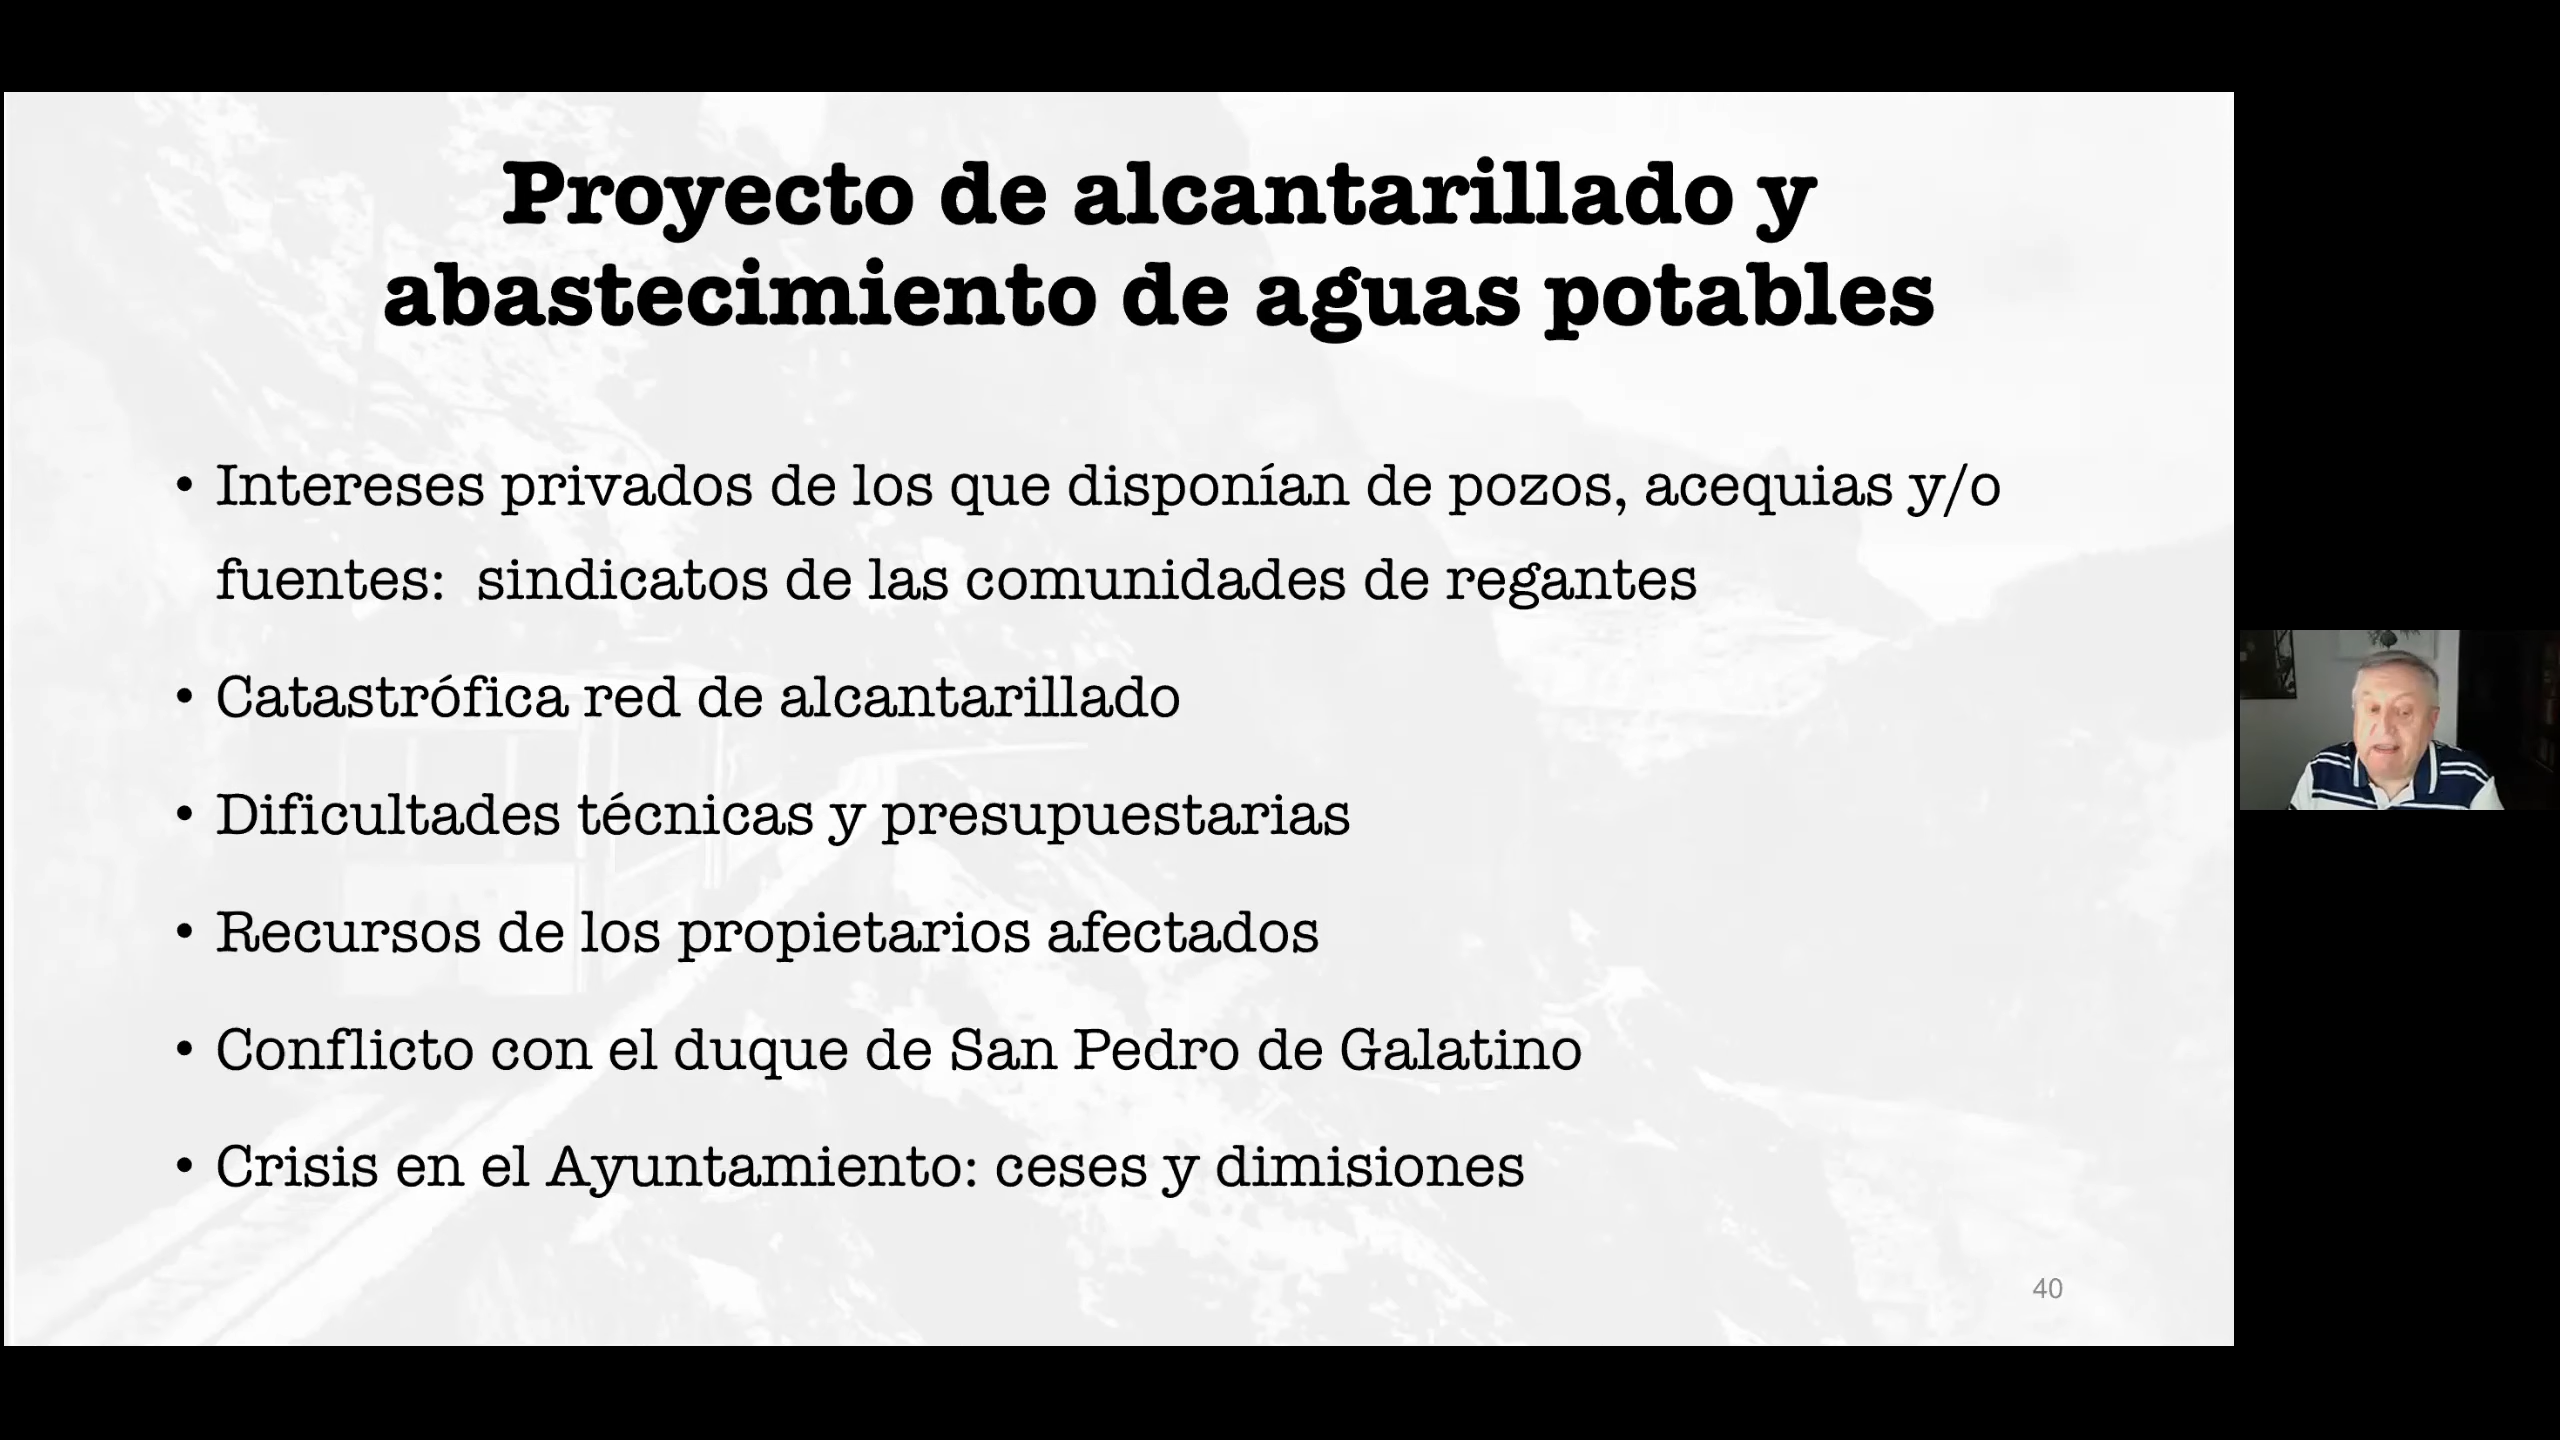 Proyecto de alcantarillado y
abastecimiento de aguas potables
• Intereses privados de los que disponían de pozos, acequias y/o
fuentes:  sindicatos de las comunidades de regantes
• Catastrófica red de alcantarillado
• Dificultades técnicas y presupuestarias
• Recursos de los propietarios afectados
• Conflicto con el duque de San Pedro de Galatino
• Crisis en el Ayuntamiento: ceses y dimisiones
40